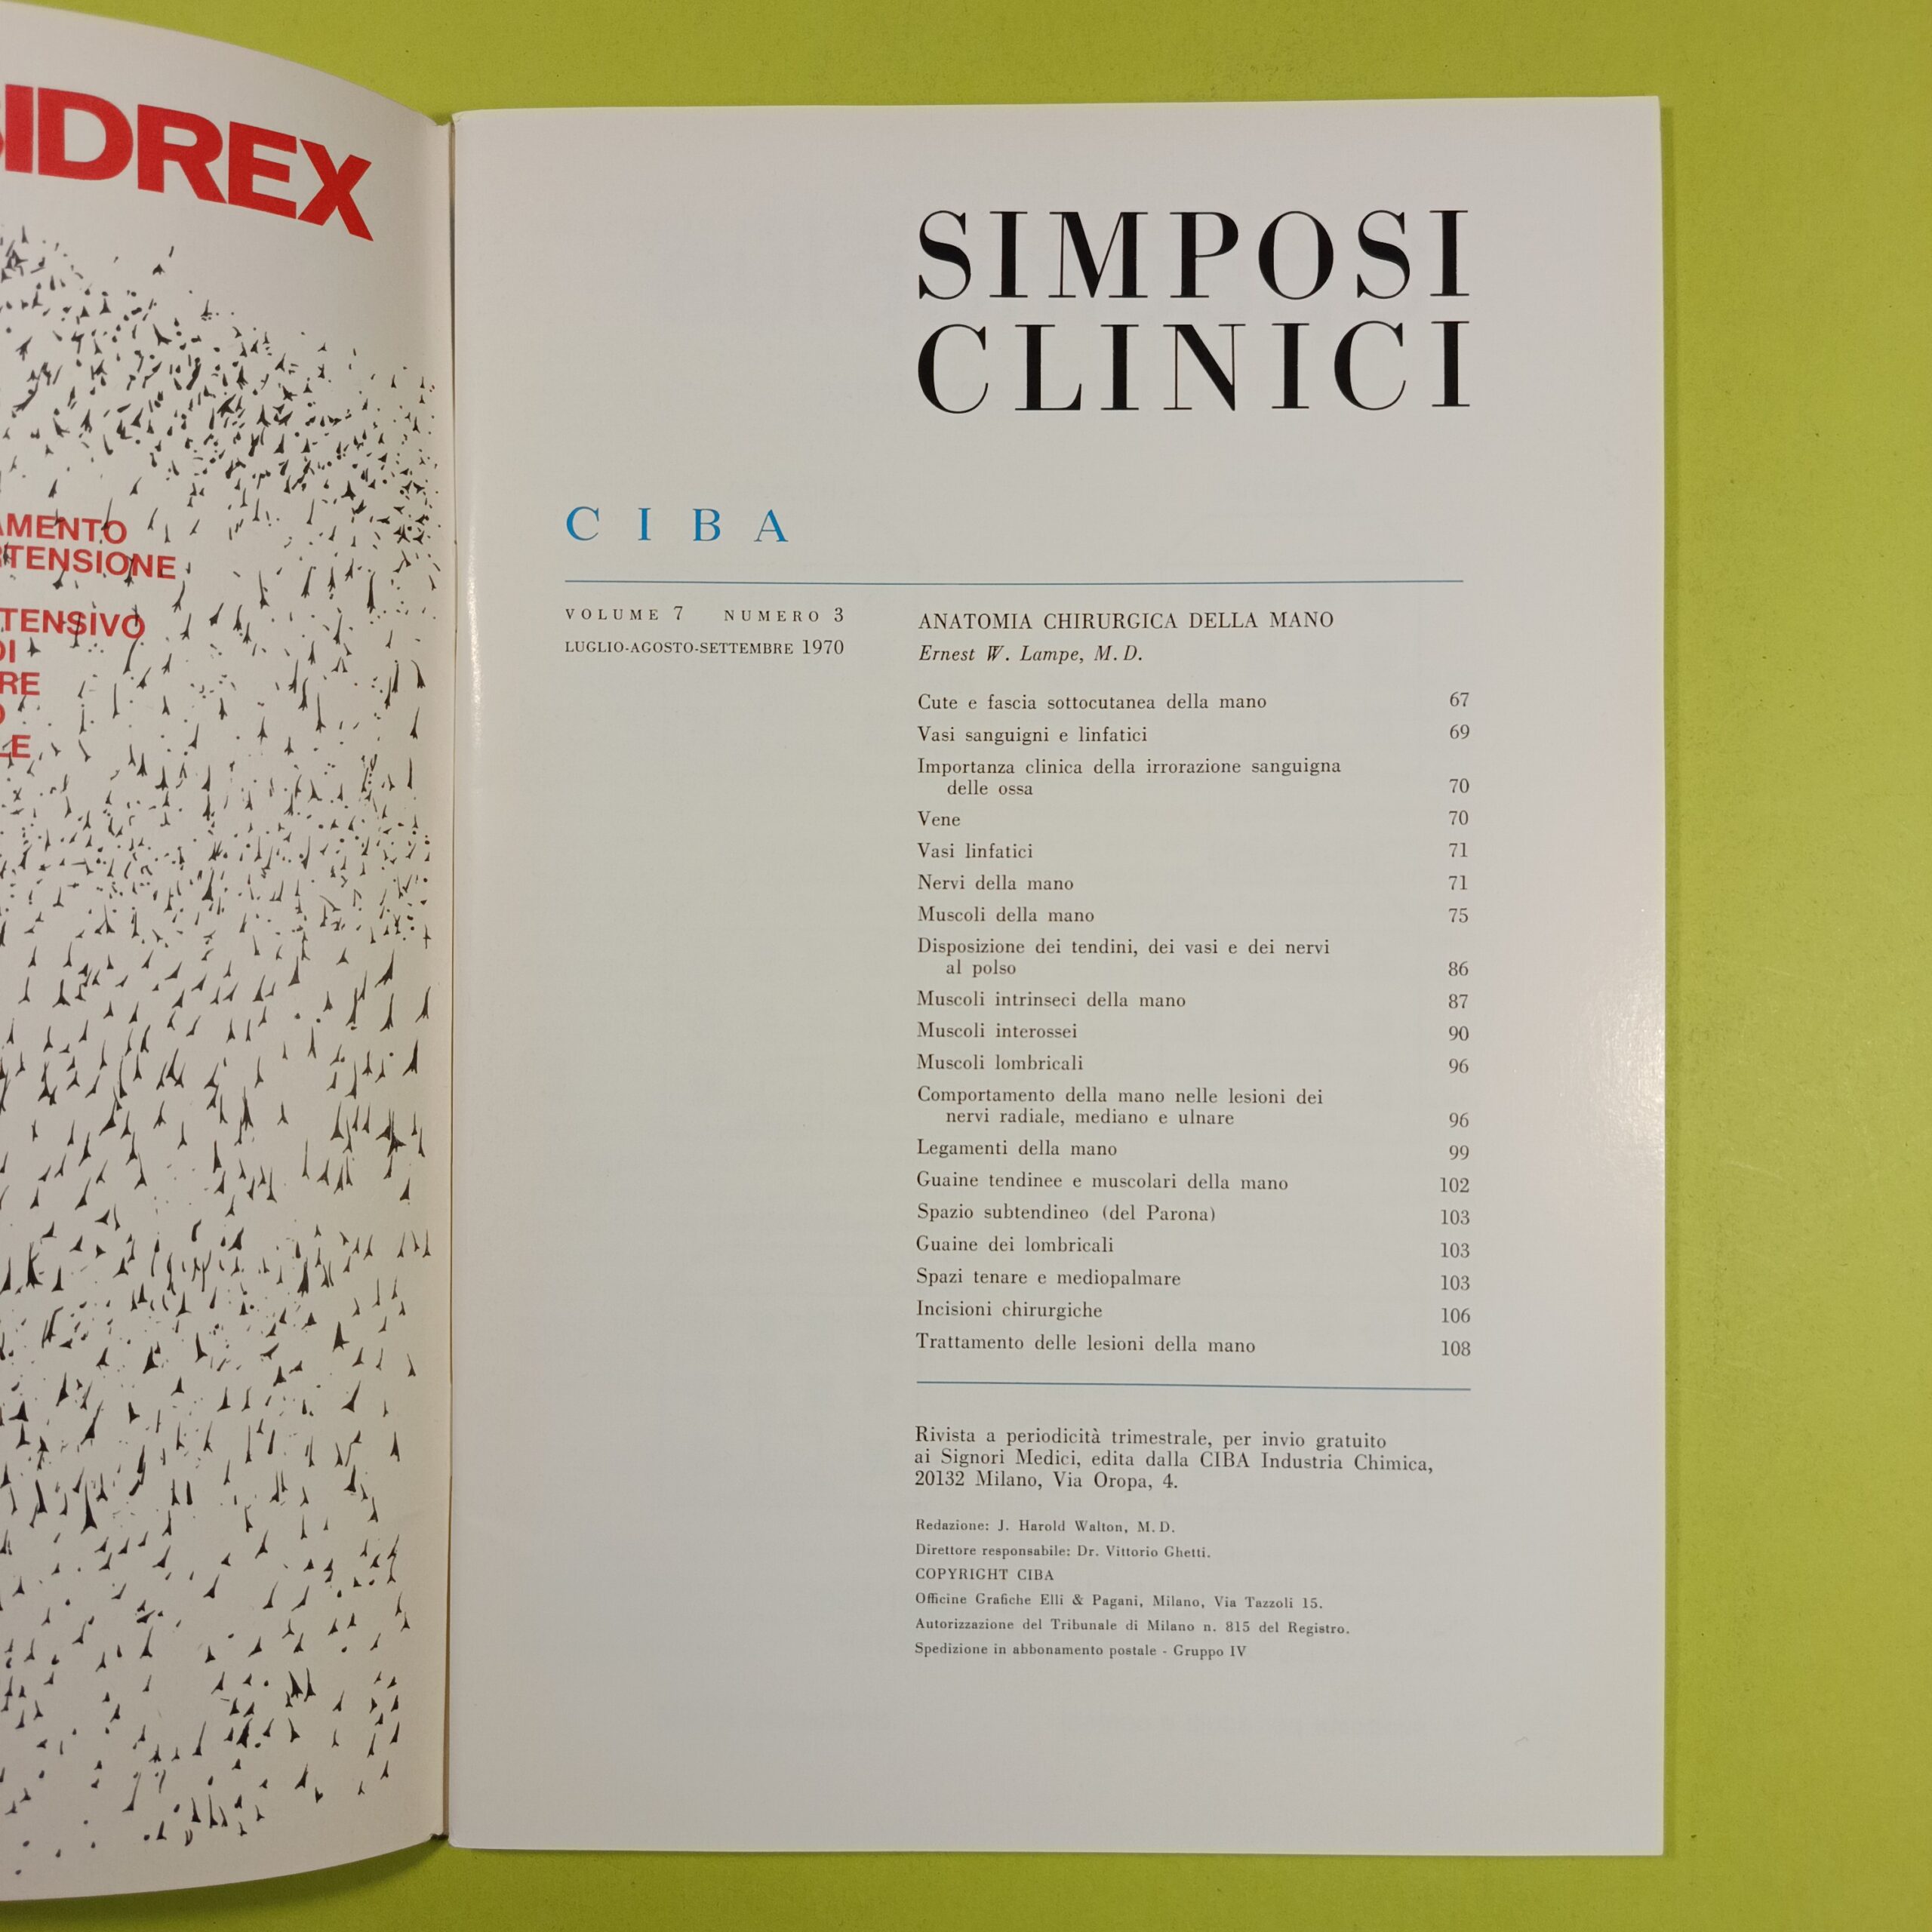 IDREX
TENSIVO
SIMPOSI
CLINICI
CIBA
VOLUME 7 NUMERO 3
LUGLIO-AGOSTO-SETTEMBRE 1970
ANATOMIA CHIRURGICA DELLA MANO
Ernest W. Lampe, M.D.
Cute e fascia sottocutanea della mano 67
Vasi sanguigni e linfatici 69
Importanza clinica della irrorazione sanguigna
delle ossa 70
Vene 70
Vasi linfatici 71
Nervi della mano 71
Muscoli della mano 75
Disposizione dei tendini, dei vasi e dei nervi
al polso 86
Muscoli intrinseci della mano 87
Muscoli interossei 90
Muscoli lombricali 96
Comportamento della mano nelle lesioni dei
nervi radiale, mediano e ulnare 96
Legamenti della mano 99
Guaine tendinee e muscolari della mano 102
Spazio subtendineo (del Parona) 103
Guaine dei lombricali 103
Spazi tenare e mediopalmare 103
Incisioni chirurgiche 106
Trattamento delle lesioni della mano 108
Rivista a periodicità trimestrale, per invio gratuito
ai Signori Medici, edita dalla CIBA Industria Chimica,
20132 Milano, Via Oropa, 4.
Redazione: J. Harold Walton, M.D.
Direttore responsabile: Dr. Vittorio Ghetti.
COPYRIGHT CIBA
Officine Grafiche Elli & Pagani, Milano, Via Tazzoli 15.
Autorizzazione del Tribunale di Milano n. 815 del Registro.
Spedizione in abbonamento postale - Gruppo IV